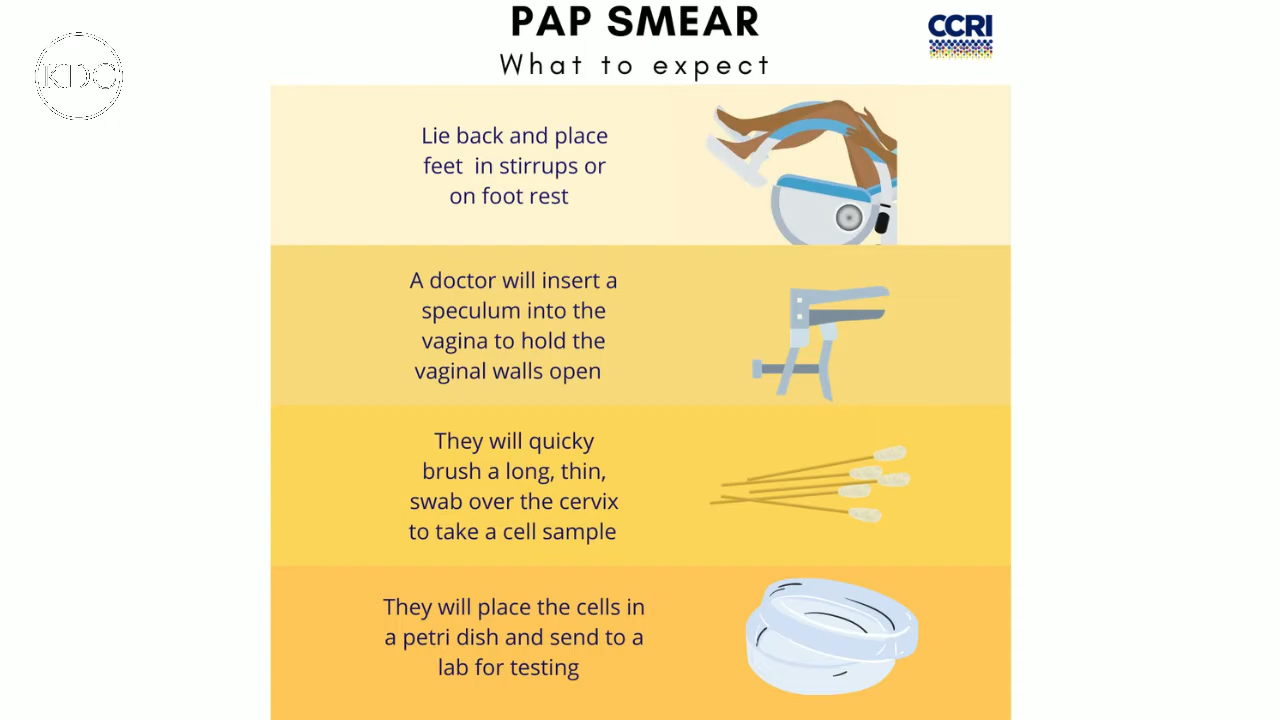 PAP SMEAR
What to expect
CCRI
KDC
Lie back and place
feet in stirrups or
on foot rest
A doctor will insert a
speculum into the
vagina to hold the
vaginal walls open
They will quicky
brush a long, thin,
swab over the cervix
to take a cell sample
They will place the cells in
a petri dish and send to a
lab for testing